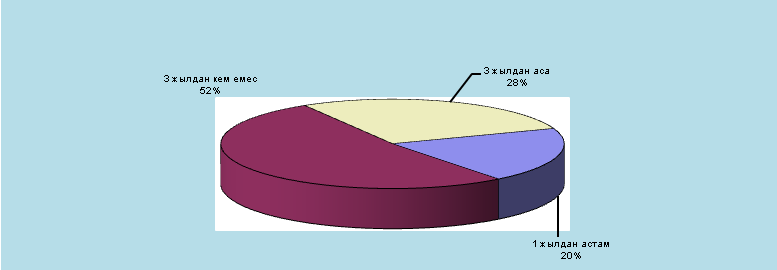 3 жылдан аса
28%
3 жылдан кем емес
52%
1 жылдан астам
20%